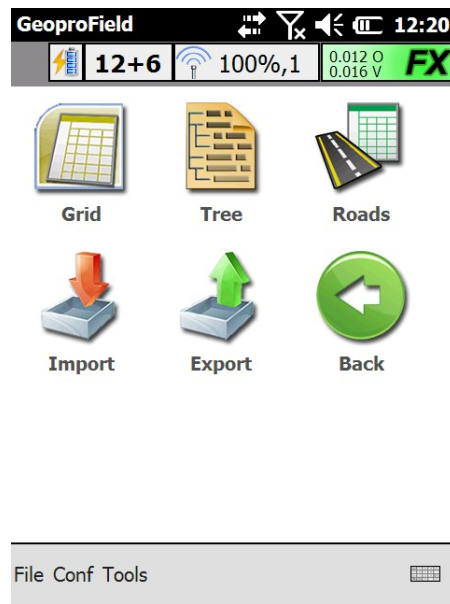 GeoproField 12:20
12+6 100%,1 0.012 O FX
0.016 V
Grid Tree Roads
Import Export Back
File Conf Tools